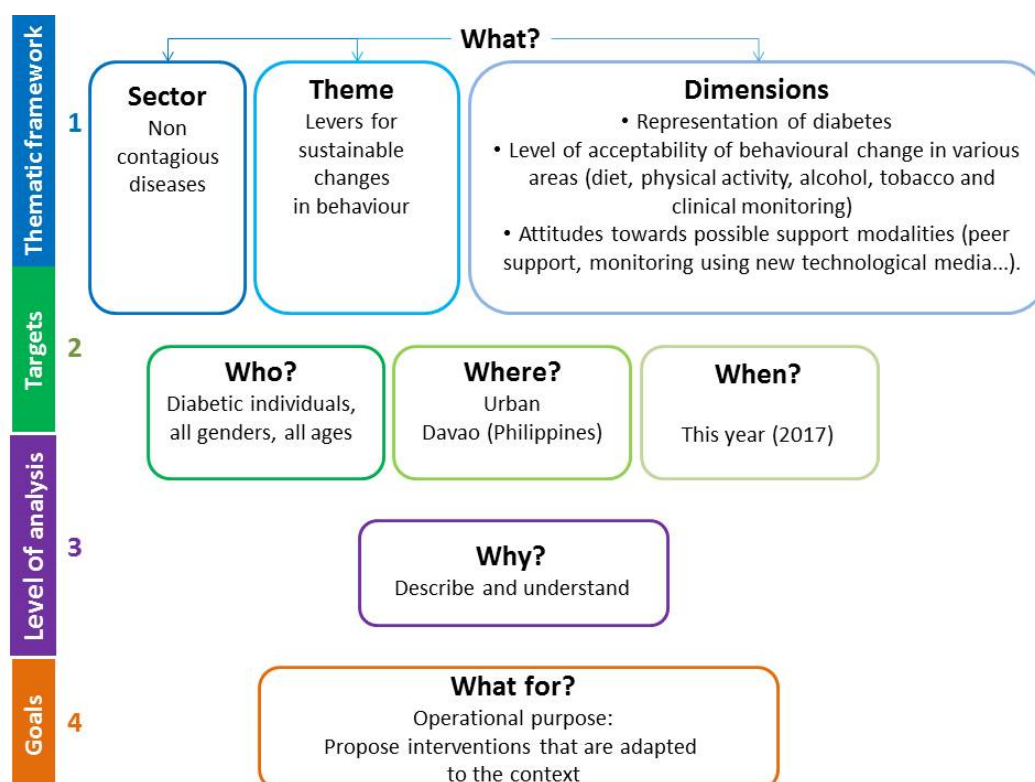 What?
Thematic framework
1
Sector
Non
contagious
diseases
Theme
Levers for
sustainable
changes
in behaviour
Dimensions
• Representation of diabetes
• Level of acceptability of behavioural change in various
areas (diet, physical activity, alcohol, tobacco and
clinical monitoring)
• Attitudes towards possible support modalities (peer
support, monitoring using new technological media...).
Targets
2
Who?
Diabetic individuals,
all genders, all ages
Where?
Urban
Davao (Philippines)
When?
This year (2017)
Level of analysis
3
Why?
Describe and understand
Goals
4
What for?
Operational purpose:
Propose interventions that are adapted
to the context